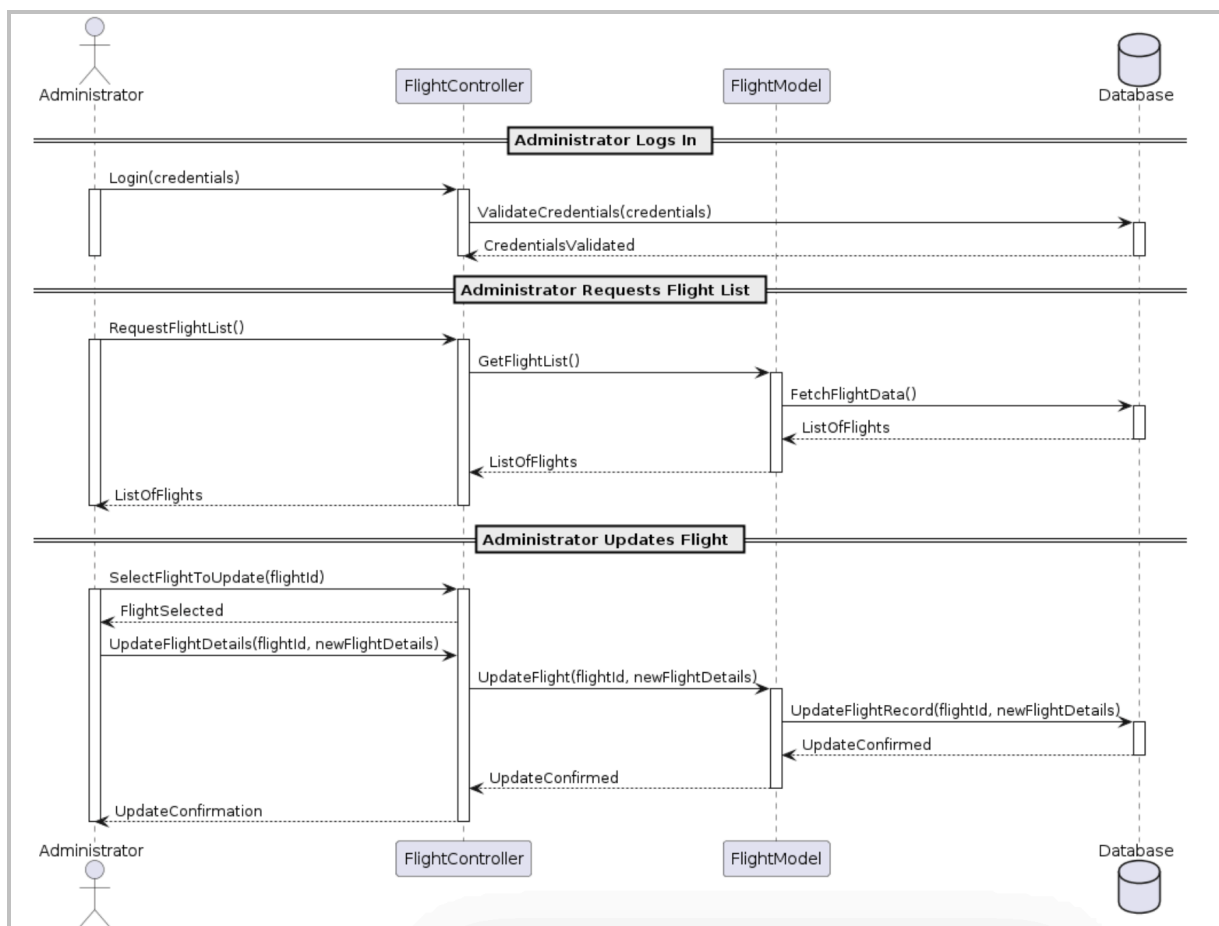 Administrator
FlightController
FlightModel
Database
Administrator Logs In
Login(credentials)
ValidateCredentials(credentials)
CredentialsValidated
Administrator Requests Flight List
RequestFlightList()
GetFlightList()
FetchFlightData()
ListOfFlights
ListOfFlights
ListOfFlights
Administrator Updates Flight
SelectFlightToUpdate(flightId)
FlightSelected
UpdateFlightDetails(flightId, newFlightDetails)
UpdateFlight(flightId, newFlightDetails)
UpdateFlightRecord(flightId, newFlightDetails)
UpdateConfirmed
UpdateConfirmed
UpdateConfirmation
Administrator
FlightController
FlightModel
Database